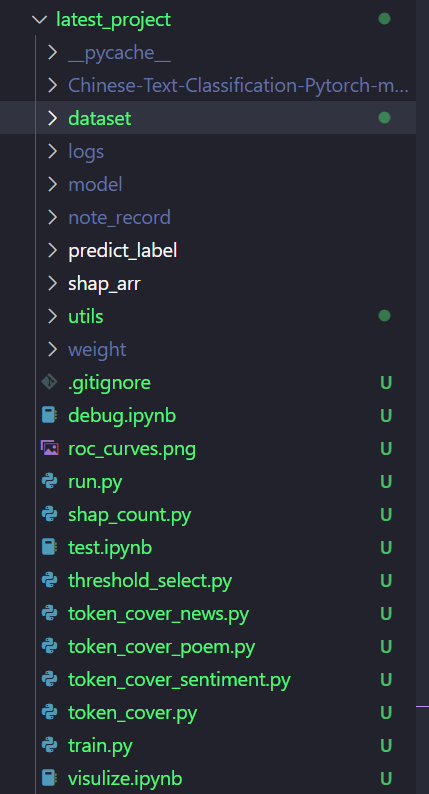 latest_project
__pycache__
Chinese-Text-Classification-Pytorch-m...
dataset
logs
model
note_record
predict_label
shap_arr
utils
weight
.gitignore U
debug.ipynb U
roc_curves.png U
run.py U
shap_count.py U
test.ipynb U
threshold_select.py U
token_cover_news.py U
token_cover_poem.py U
token_cover_sentiment.py U
token_cover.py U
train.py U
visulize.ipynb U